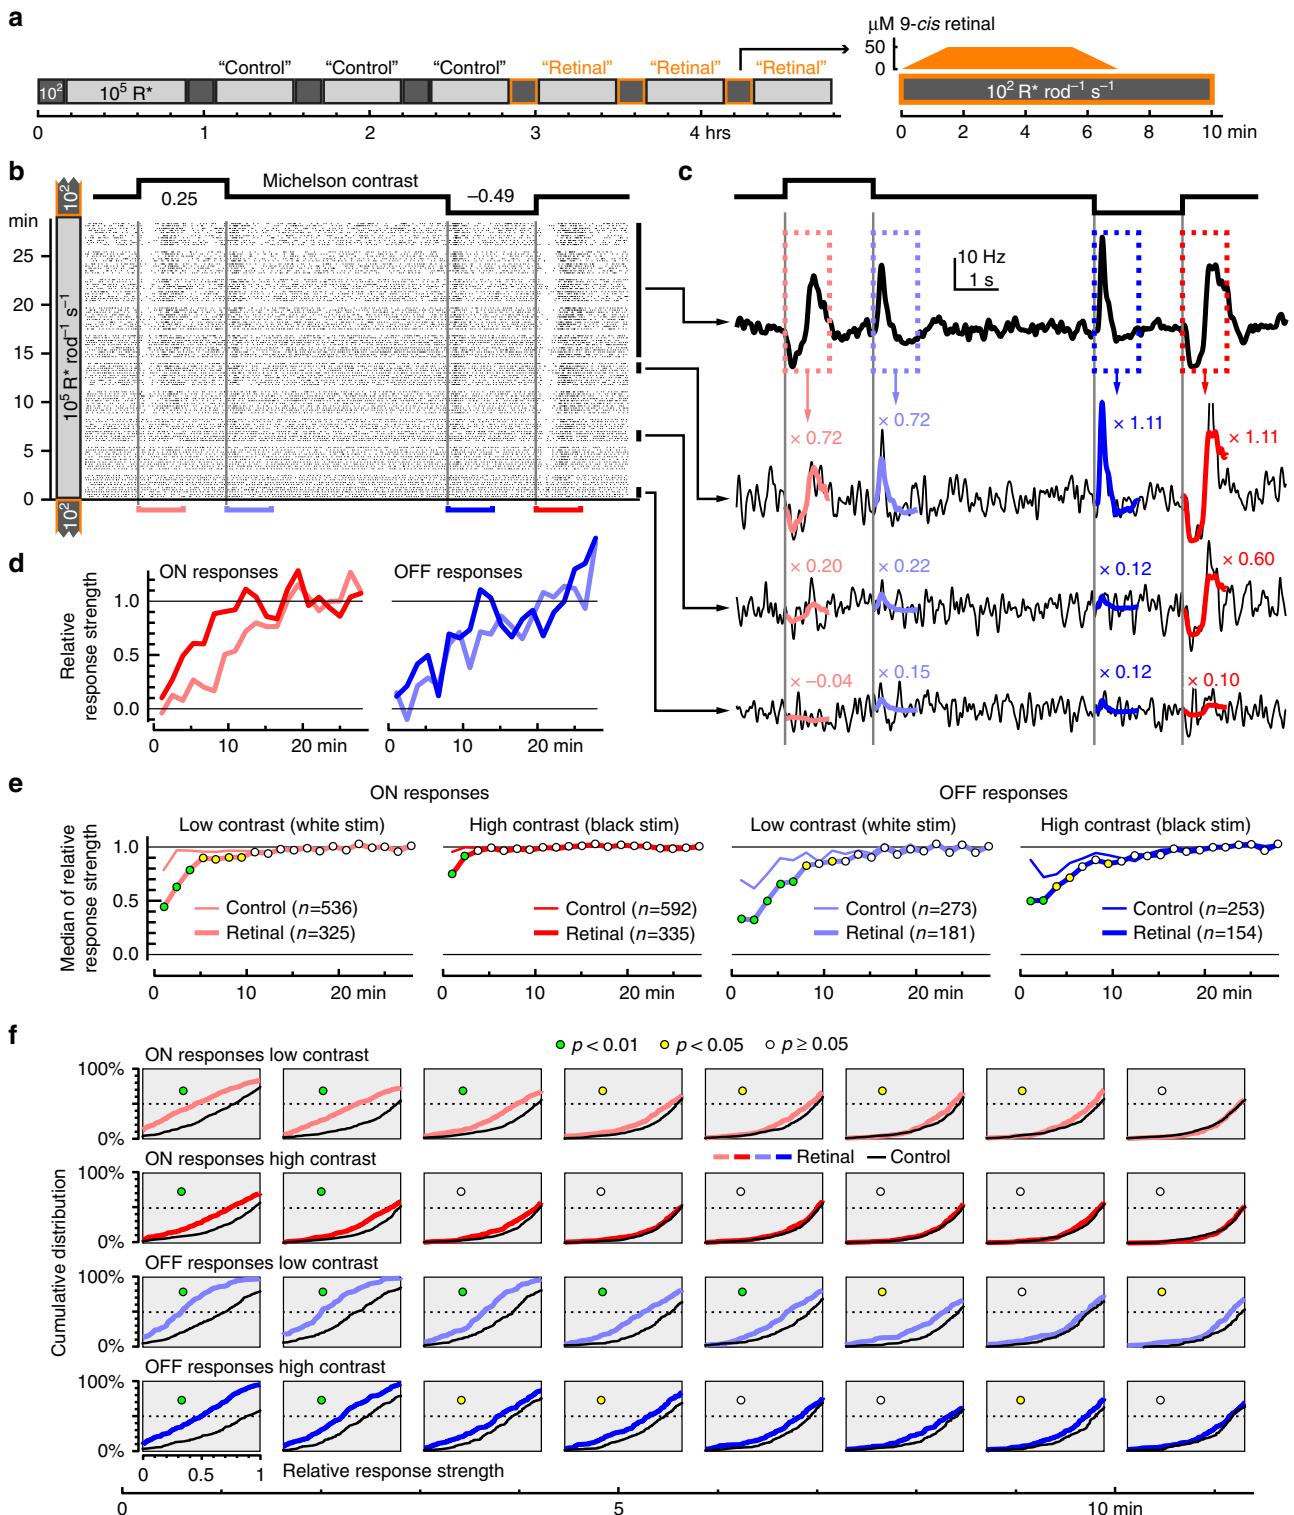 a
µM 9-cis retinal
50
0
"Control" "Control" "Control" "Retinal" "Retinal" "Retinal"
10² 10⁵ R*
10² R* rod⁻¹ s⁻¹
0 1 2 3 4 hrs
0 2 4 6 8 10 min
b
10²
Michelson contrast
0.25
−0.49
min
25
20
15
10
5
0
10⁵ R* rod⁻¹ s⁻¹
10²
c
10 Hz
1 s
× 0.72
× 0.72
× 1.11
× 1.11
× 0.20
× 0.22
× 0.12
× 0.60
× −0.04
× 0.15
× 0.12
× 0.10
d
ON responses
OFF responses
Relative
response strength
1.0
0.5
0.0
0 10 20 min
0 10 20 min
e
ON responses
OFF responses
Low contrast (white stim)
High contrast (black stim)
Low contrast (white stim)
High contrast (black stim)
Median of relative
response strength
1.0
0.0
Control (n=536)
Retinal (n=325)
Control (n=592)
Retinal (n=335)
Control (n=273)
Retinal (n=181)
Control (n=253)
Retinal (n=154)
0 10 20 min
0 10 20 min
0 10 20 min
0 10 20 min
f
p < 0.01 p < 0.05 p ≥ 0.05
Cumulative distribution
ON responses low contrast
100%
0%
Retinal Control
ON responses high contrast
100%
0%
OFF responses low contrast
100%
0%
OFF responses high contrast
100%
0%
0 0.5 1 Relative response strength
0 5 10 min